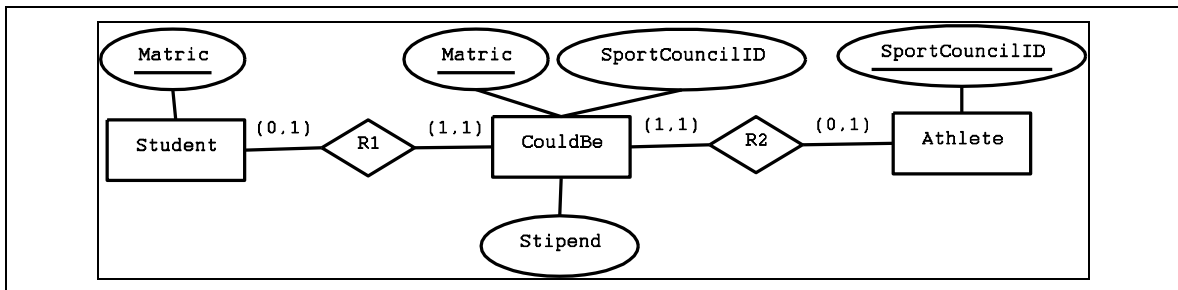 Matric
Matric
SportCouncilID
SportCouncilID
(0,1)
(1,1)
(1,1)
(0,1)
Student
R1
CouldBe
R2
Athlete
Stipend